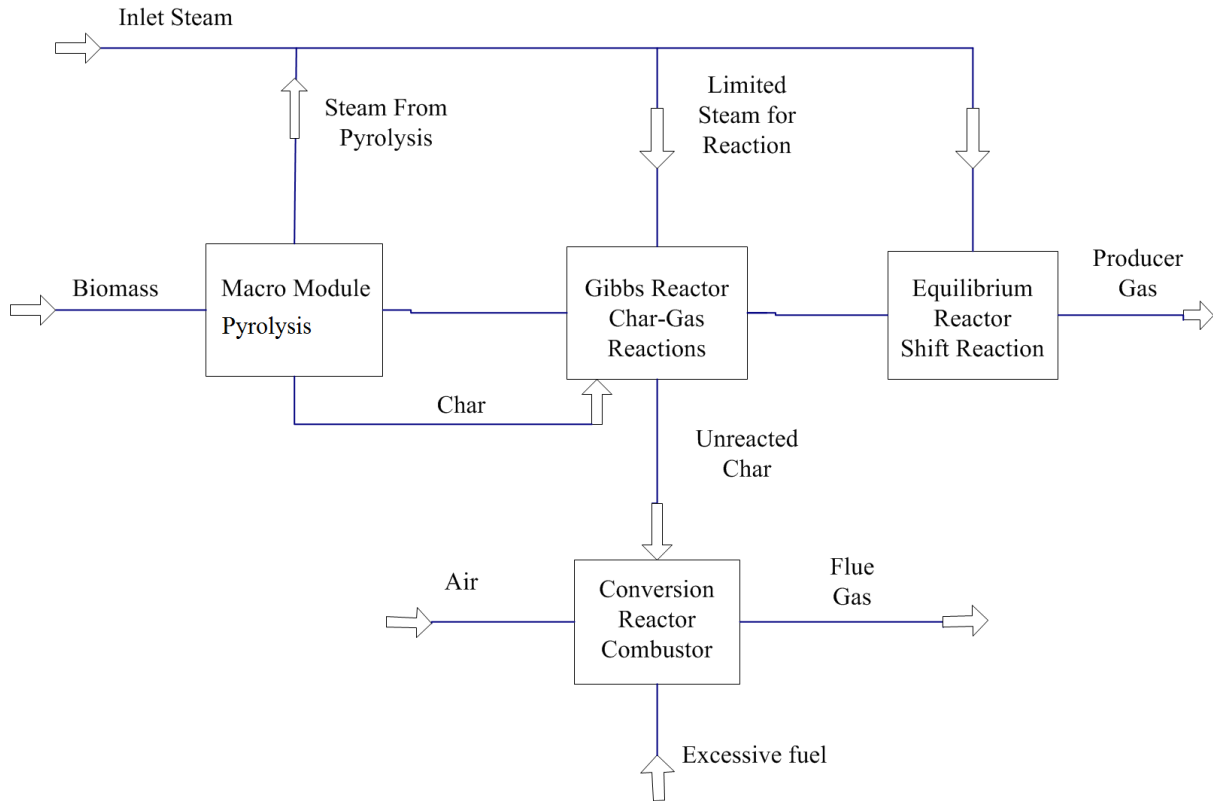 Inlet Steam
Steam From
Pyrolysis
Limited
Steam for
Reaction
Biomass
Macro Module
Pyrolysis
Gibbs Reactor
Char-Gas
Reactions
Equilibrium
Reactor
Shift Reaction
Producer
Gas
Char
Unreacted
Char
Air
Conversion
Reactor
Combustor
Flue
Gas
Excessive fuel